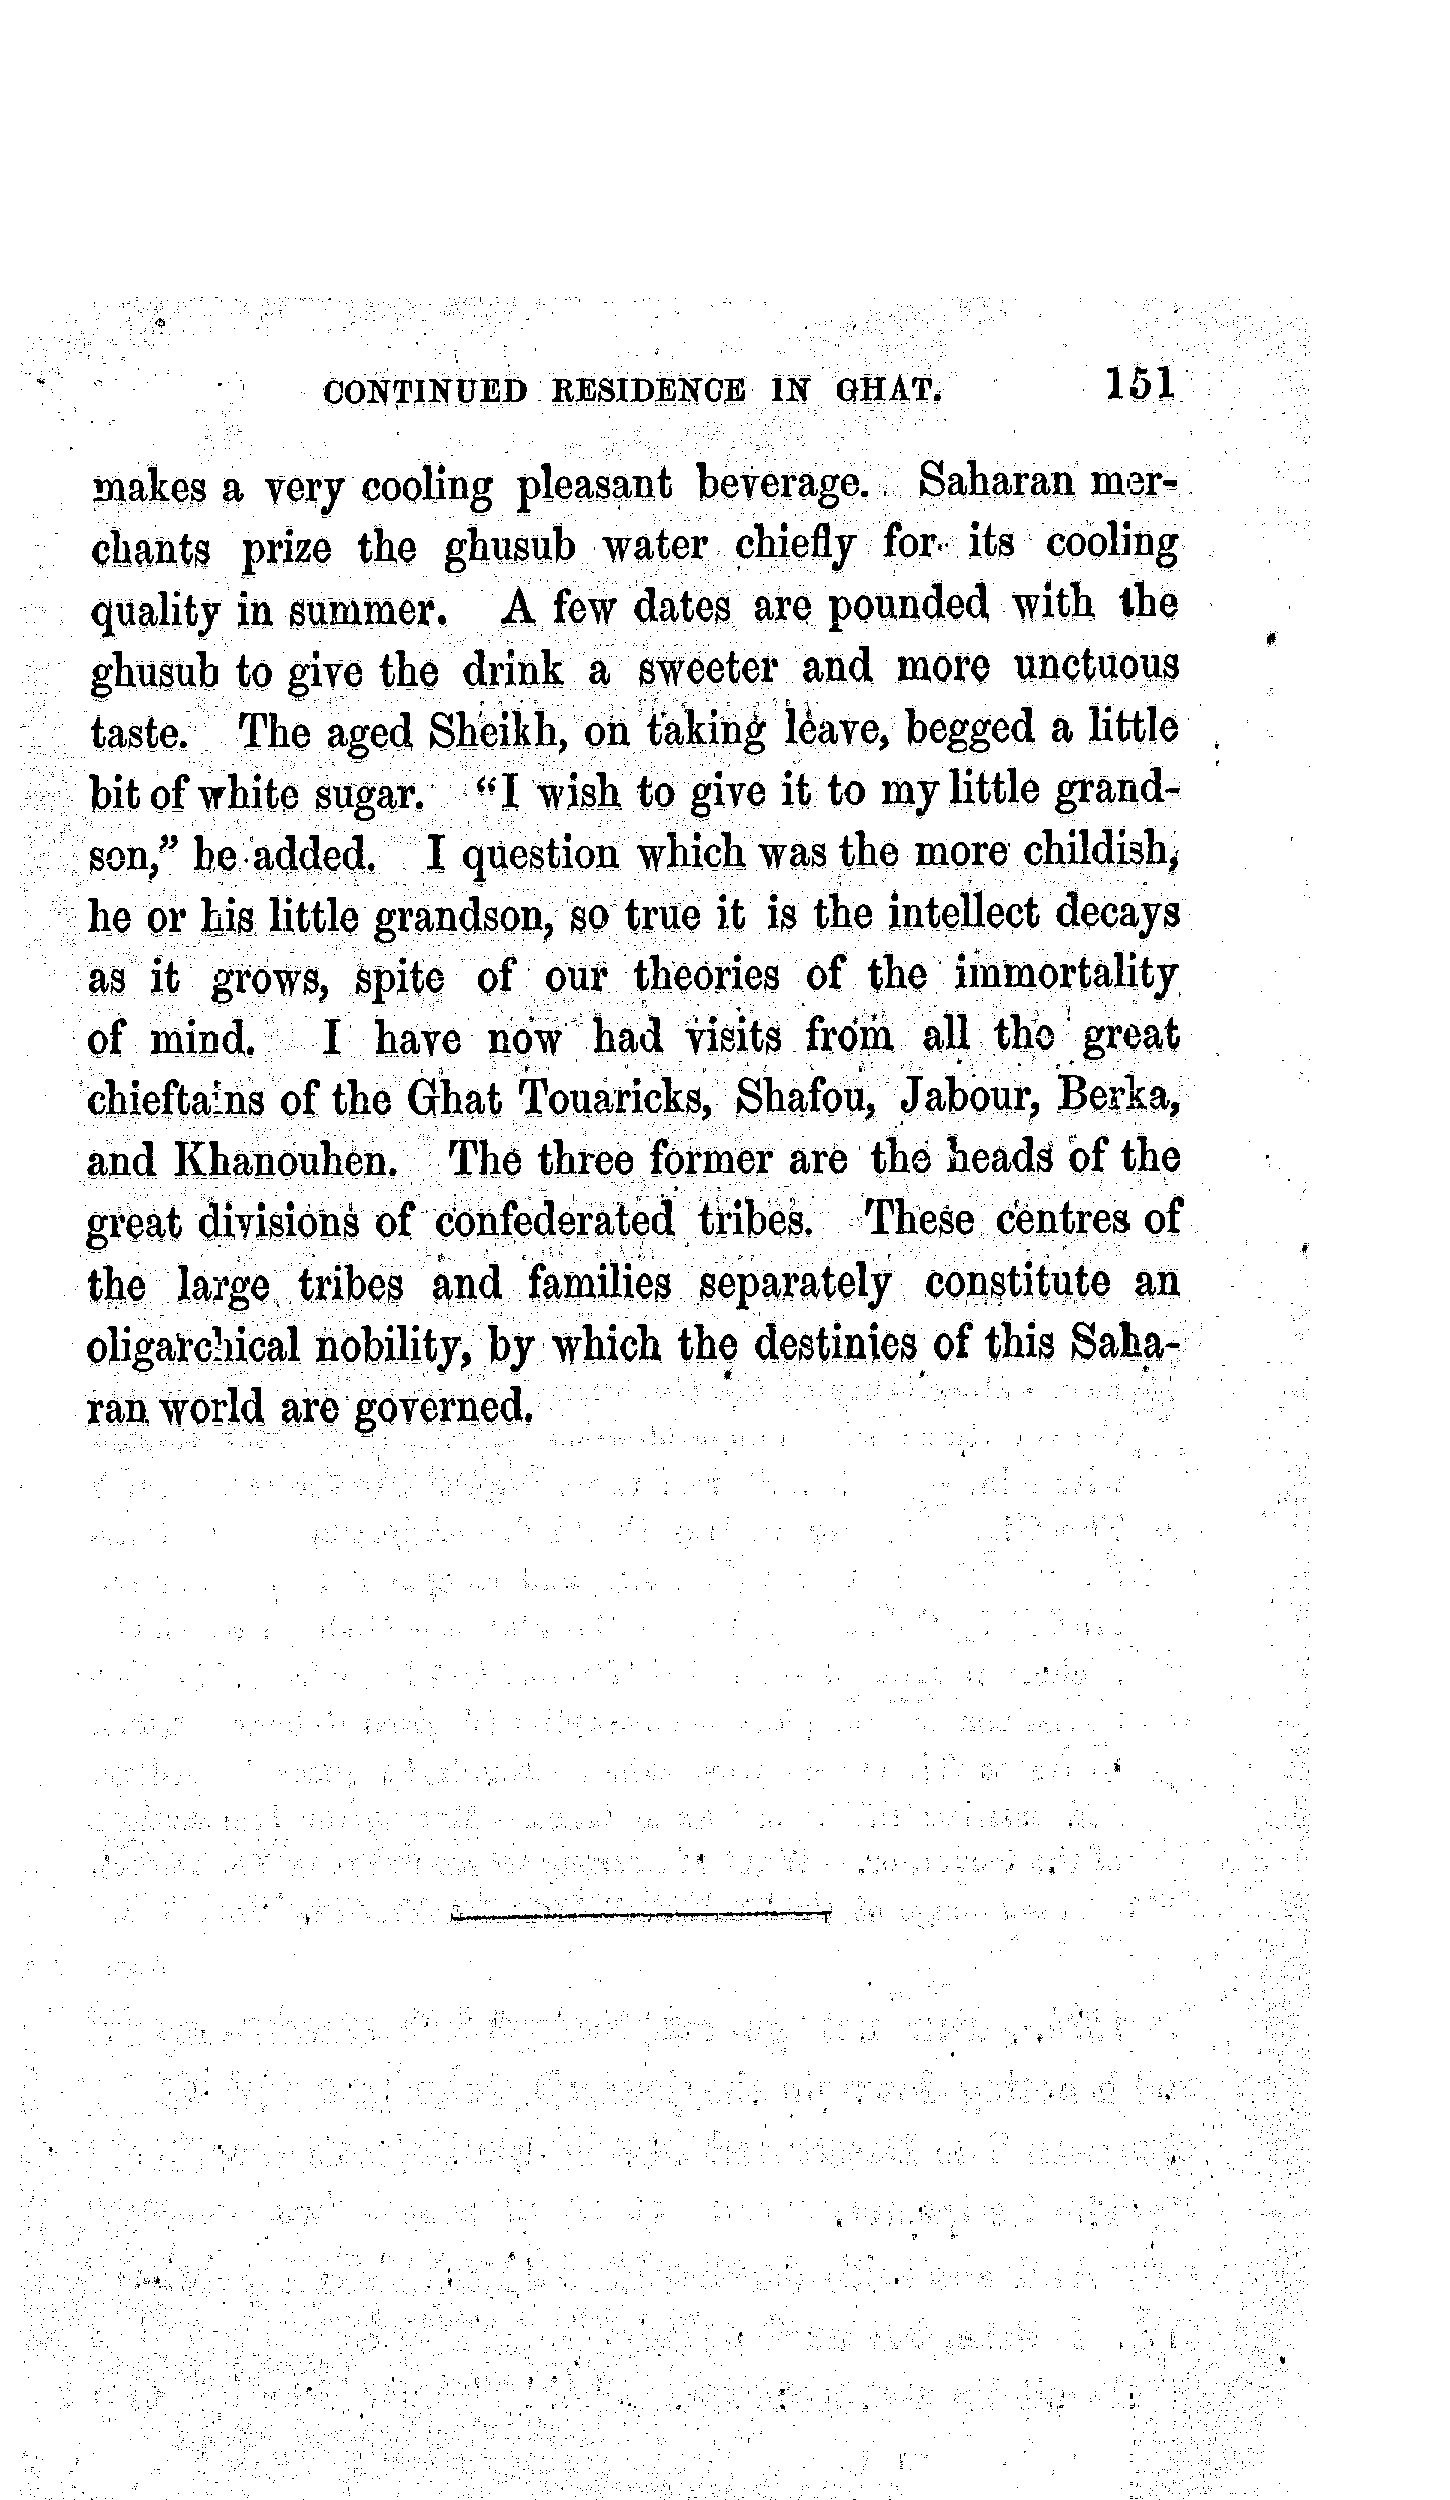 CONTINUED RESIDENCE IN GHAT. 151
makes a very cooling pleasant beverage. Saharan mer-
chants prize the ghusub water chiefly for its cooling
quality in summer. A few dates are pounded with the
ghusub to give the drink a sweeter and more unctuous
taste. The aged Sheikh, on taking leave, begged a little
bit of white sugar. “I wish to give it to my little grand-
son,” he added. I question which was the more childish,
he or his little grandson, so true it is the intellect decays
as it grows, spite of our theories of the immortality
of mind. I have now had visits from all the great
chieftains of the Ghat Touaricks, Shafou, Jabour, Berka,
and Khanouhen. The three former are the heads of the
great divisions of confederated tribes. These centres of
the large tribes and families separately constitute an
oligarchical nobility, by which the destinies of this Saha-
ran world are governed.